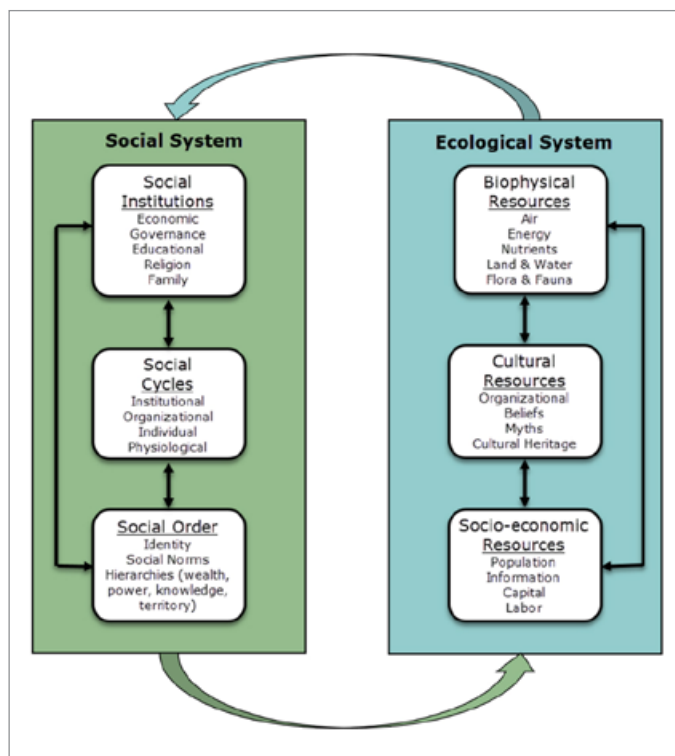 Social System
Social
Institutions
Economic
Governance
Educational
Religion
Family
Social
Cycles
Institutional
Organizational
Individual
Physiological
Social Order
Identity
Social Norms
Hierarchies (wealth,
power, knowledge,
territory)
Ecological System
Biophysical
Resources
Air
Energy
Nutrients
Land & Water
Flora & Fauna
Cultural
Resources
Organizational
Beliefs
Myths
Cultural Heritage
Socio-economic
Resources
Population
Information
Capital
Labor